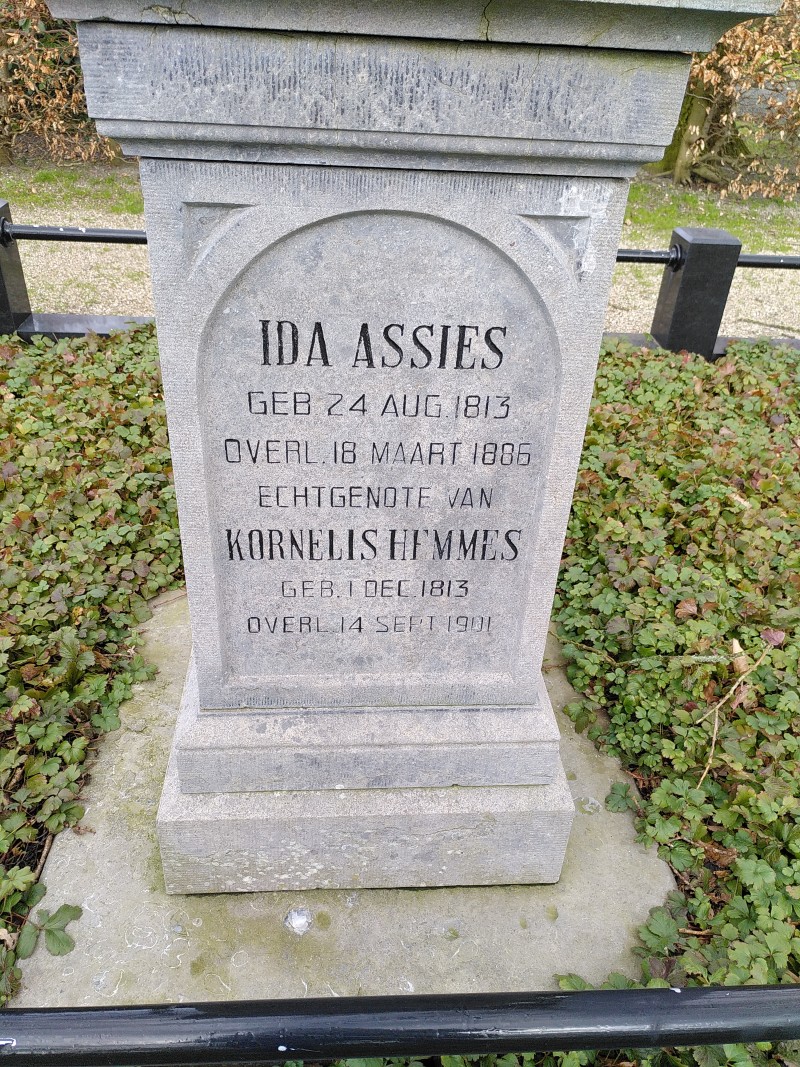 IDA ASSIES
GEB 24 AUG. 1813
OVERL. 18 MAART 1886
ECHTGENOTE VAN
KORNELIS HEMMES
GEB. 1 DEC. 1813
OVERL. 14 SEPT 1901